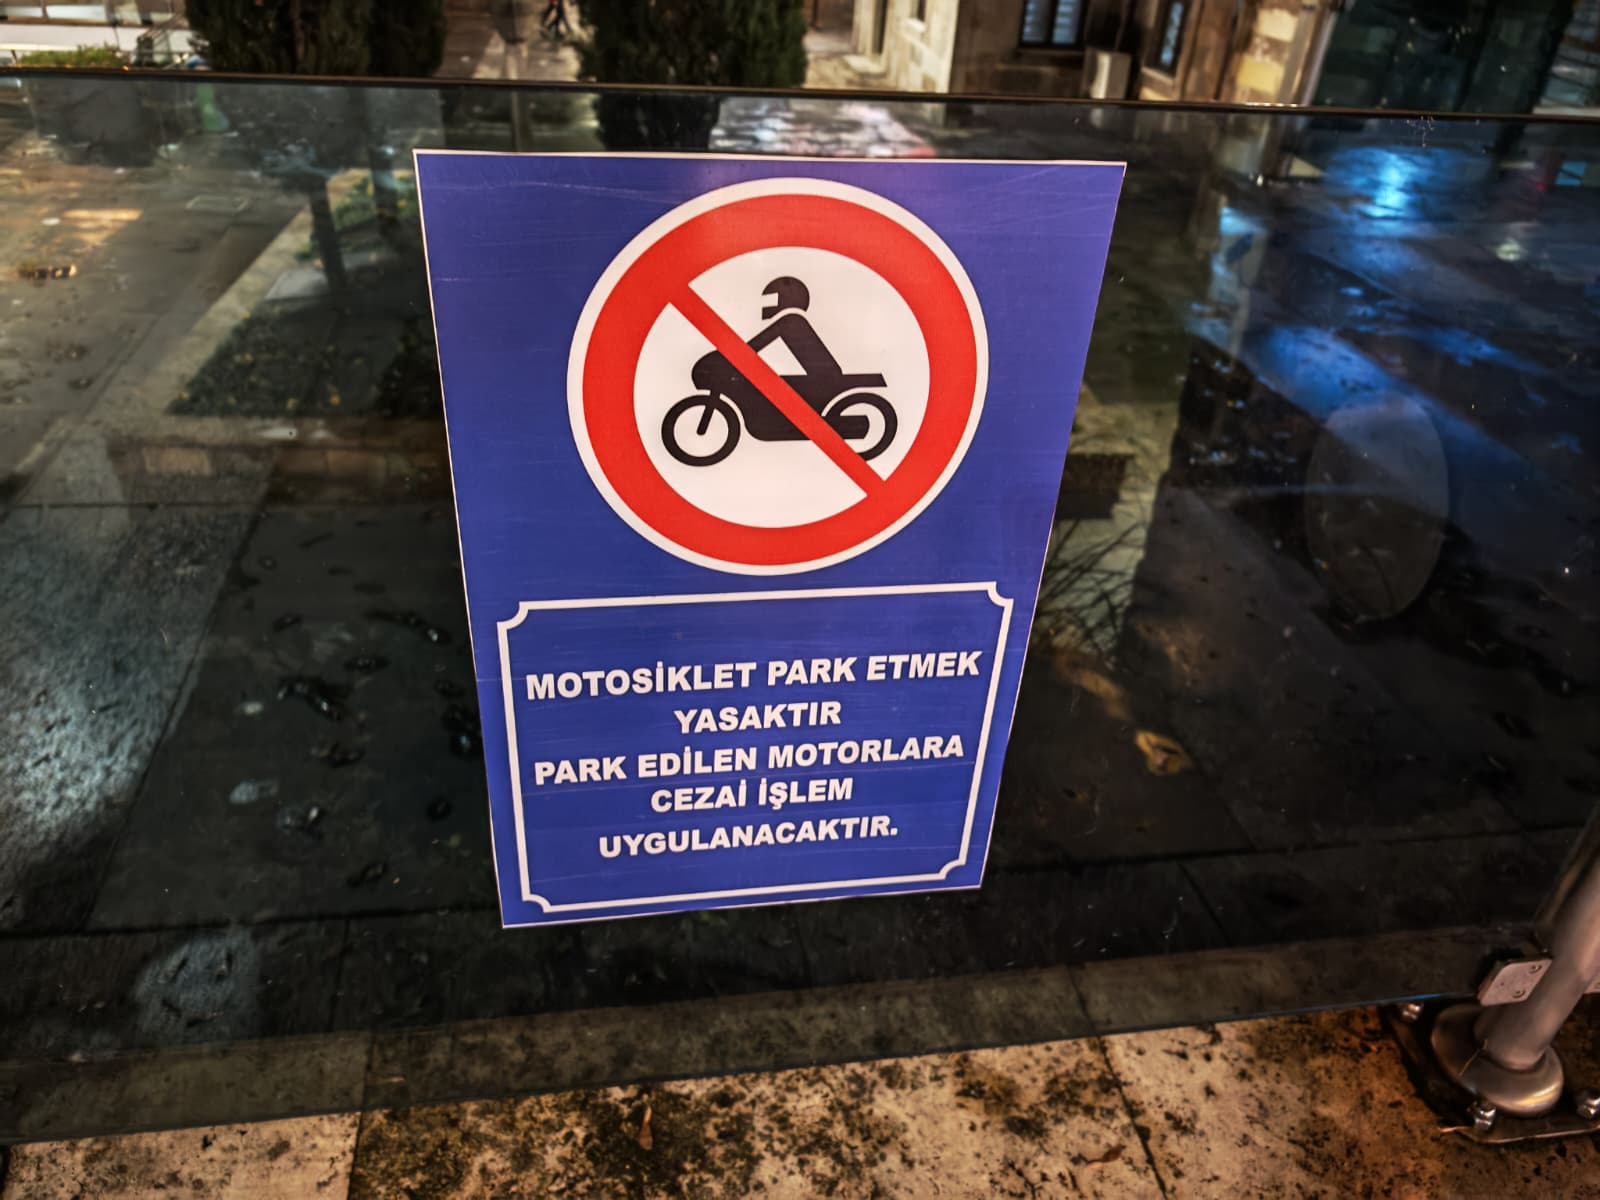 MOTOSİKLET PARK ETMEK
YASAKTIR
PARK EDİLEN MOTORLARA
CEZAİ İŞLEM
UYGULANACAKTIR.